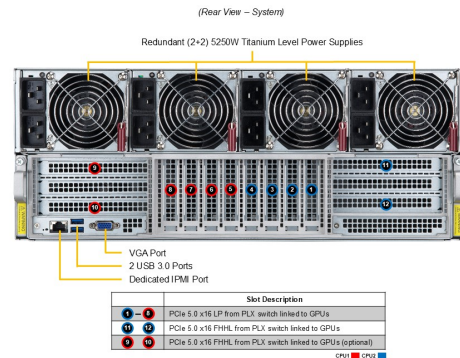 (Rear View – System)
Redundant (2+2) 5250W Titanium Level Power Supplies
9
11
8 7 6 5 4 3 2 1
10
12
VGA Port
2 USB 3.0 Ports
Dedicated IPMI Port
Slot Description
1 – 8 PCIe 5.0 x16 LP from PLX switch linked to GPUs
11 12 PCIe 5.0 x16 FHHL from PLX switch linked to GPUs
9 10 PCIe 5.0 x16 FHHL from PLX switch linked to GPUs (optional)
CPU1 CPU2